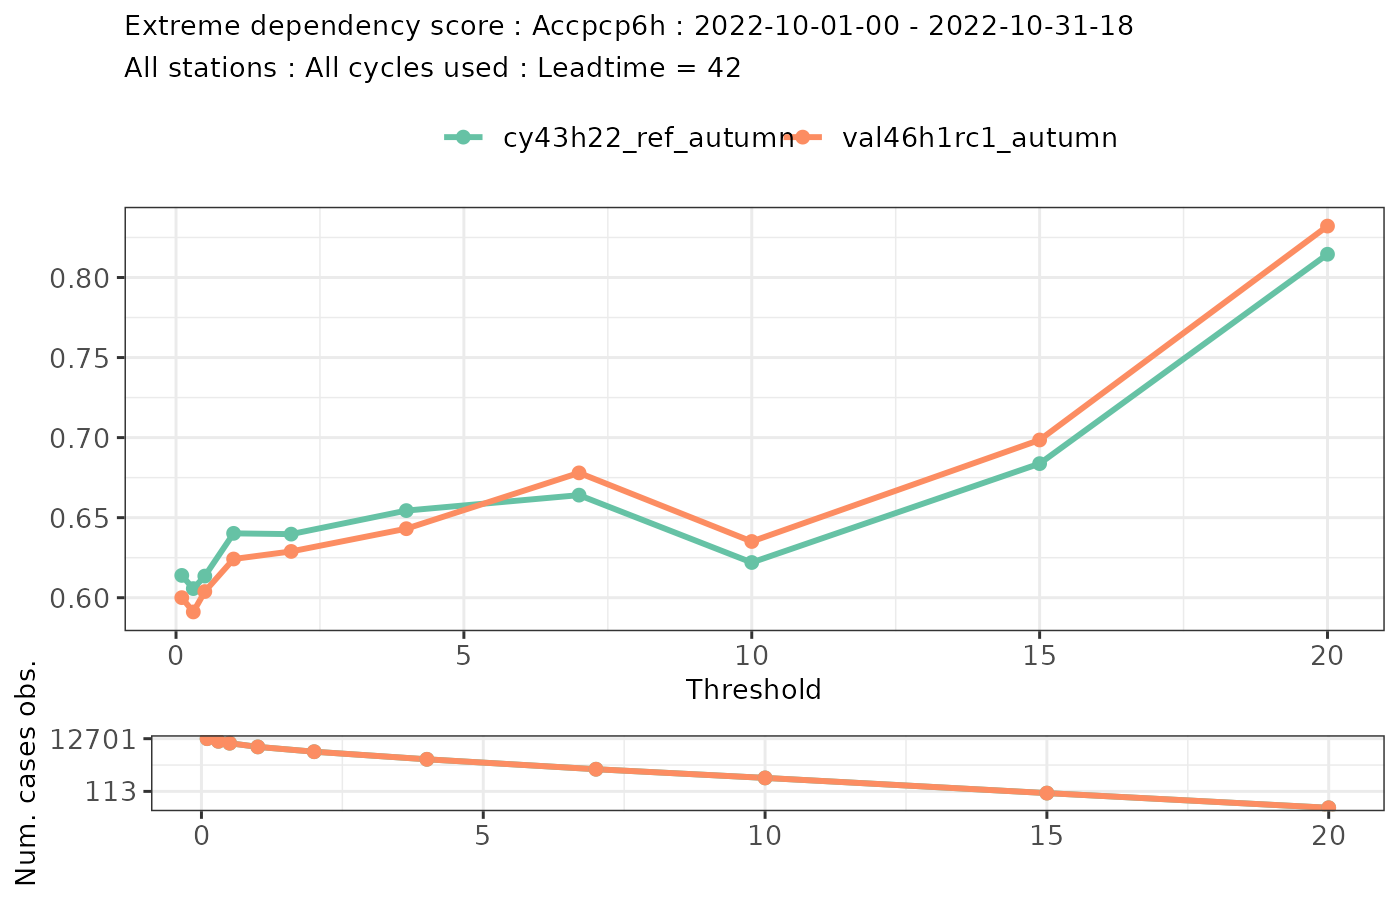 Extreme dependency score : Accpcp6h : 2022-10-01-00 - 2022-10-31-18
All stations : All cycles used : Leadtime = 42
cy43h22_ref_autumn val46h1rc1_autumn
0.80
0.75
0.70
0.65
0.60
0 5 10 15 20
Threshold
Num. cases obs.
12701
113
0 5 10 15 20